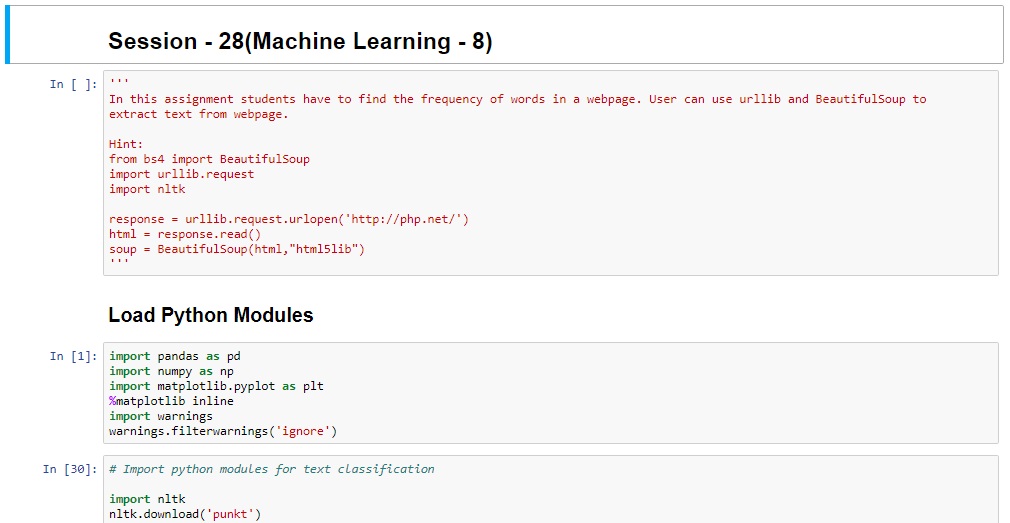 Session - 28(Machine Learning - 8)
In [ ]:
'''
In this assignment students have to find the frequency of words in a webpage. User can use urllib and BeautifulSoup to
extract text from webpage.
Hint:
from bs4 import BeautifulSoup
import urllib.request
import nltk
response = urllib.request.urlopen('http://php.net/')
html = response.read()
soup = BeautifulSoup(html,"html5lib")
'''
Load Python Modules
In [1]:
import pandas as pd
import numpy as np
import matplotlib.pyplot as plt
%matplotlib inline
import warnings
warnings.filterwarnings('ignore')
In [30]:
# Import python modules for text classification
import nltk
nltk.download('punkt')